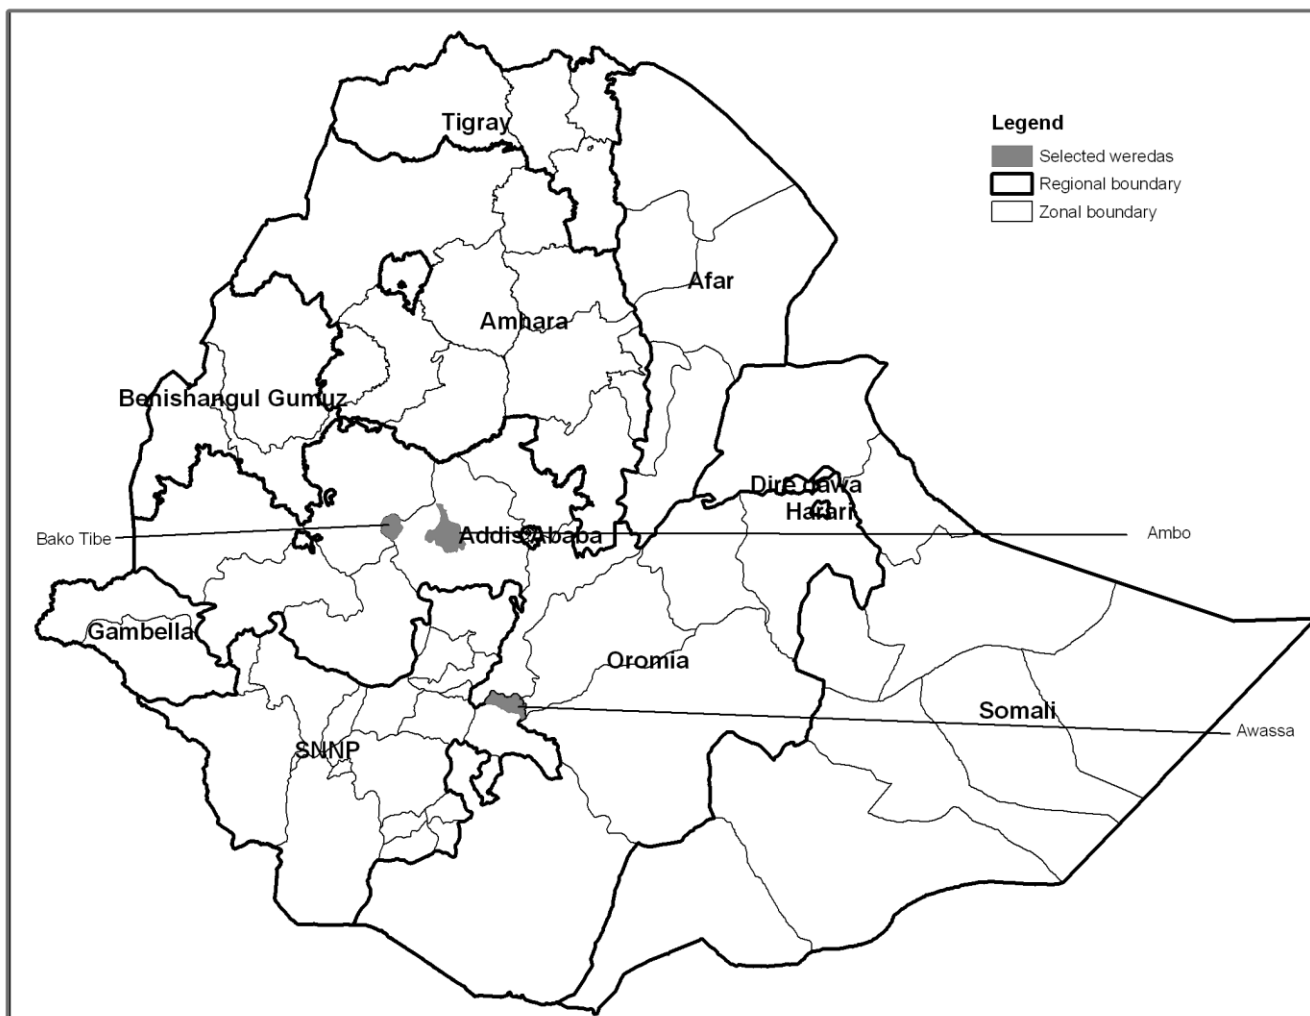 Tigray
Legend
Selected weredas
Regional boundary
Zonal boundary
Afar
Amhara
Benishangul Gumuz
Dire dawa
Harari
Bako Tibe
Addis Ababa
Ambo
Gambella
Oromia
Somali
Awassa
SNNP